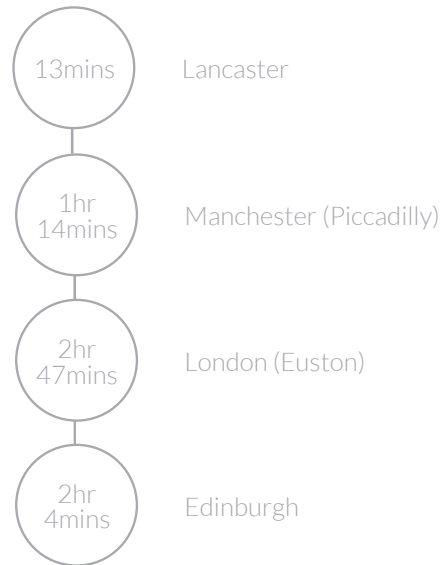 13mins
Lancaster
1hr
14mins
Manchester (Piccadilly)
2hr
47mins
London (Euston)
2hr
4mins
Edinburgh